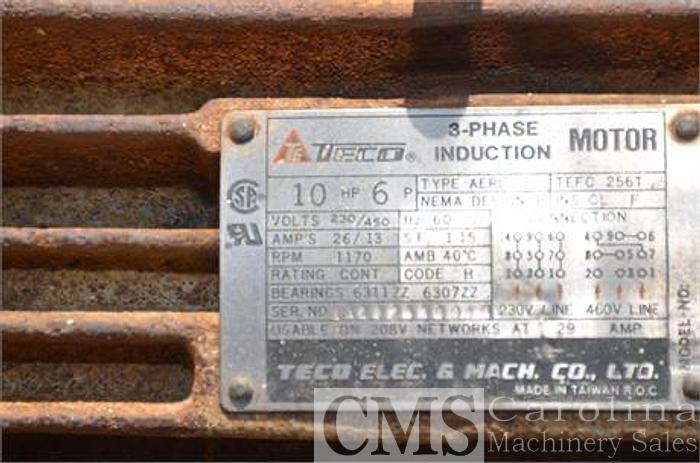 TECO® 3-PHASE INDUCTION MOTOR
10 HP 6 P TYPE TEFC 256T
NEMA DESIGN INS CL F
VOLTS 230/460 HZ 60 CONNECTION
AMP'S 26/13 S.F. 1.15
RPM 1170 AMB 40°C
RATING CONT CODE H
BEARINGS 6311ZZ 6307ZZ
SER. NO 230V LINE 460V LINE
USABLE ON 208V NETWORKS AT 29 AMP
TECO ELEC. & MACH. CO., LTD.
MADE IN TAIWAN R.O.C
MODEL NO:
CMS Carolina
Machinery Sales